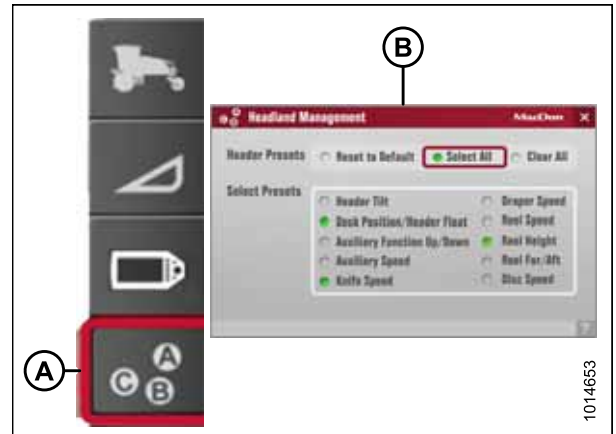 B
Headland Management MacDon X
Header Presets Reset to Default Select All Clear All
Select Presets
Header Tilt Draper Speed
Deck Position/Header Float Reel Speed
Auxiliary Function Up/Down Reel Height
Auxiliary Speed Reel For/Aft
Knife Speed Disc Speed
?
A
A
C B
1014653